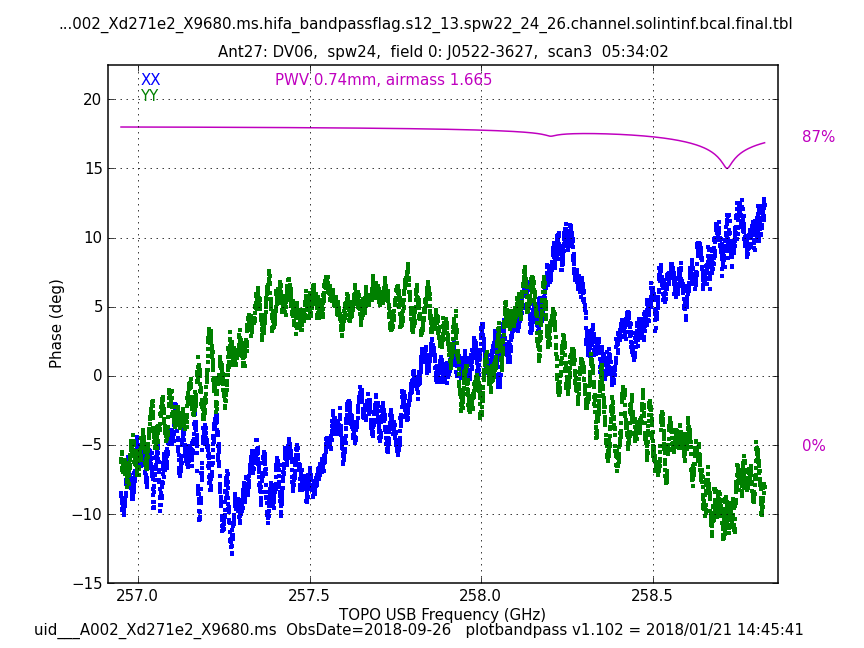 ...002_Xd271e2_X9680.ms.hifa_bandpassflag.s12_13.spw22_24_26.channel.solintinf.bcal.final.tbl
Ant27: DV06,  spw24,  field 0: J0522-3627,  scan3  05:34:02
XX
YY
PWV 0.74mm, airmass 1.665
87%
0%
20
15
10
5
0
−5
−10
−15
Phase (deg)
257.0 257.5 258.0 258.5
TOPO USB Frequency (GHz)
uid___A002_Xd271e2_X9680.ms  ObsDate=2018-09-26   plotbandpass v1.102 = 2018/01/21 14:45:41